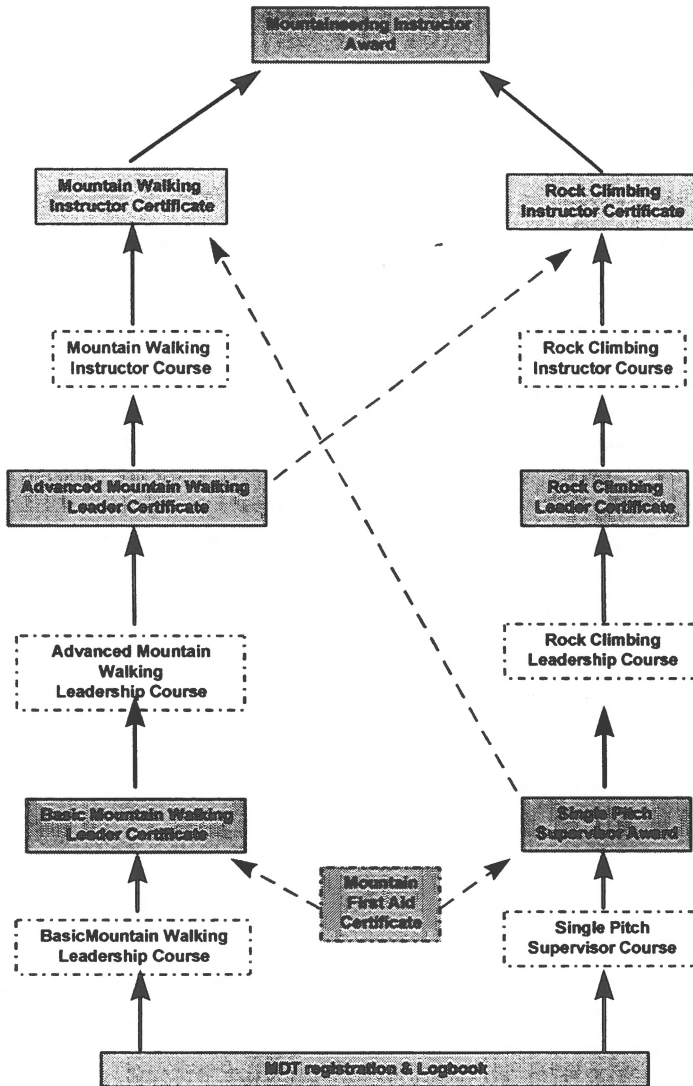 Mountaineering Instructor
Award
Mountain Walking
Instructor Certificate
Rock Climbing
Instructor Certificate
Mountain Walking
Instructor Course
Rock Climbing
Instructor Course
Advanced Mountain Walking
Leader Certificate
Rock Climbing
Leader Certificate
Advanced Mountain
Walking
Leadership Course
Rock Climbing
Leadership Course
Basic Mountain Walking
Leader Certificate
Single Pitch
Supervisor Award
Mountain
First Aid
Certificate
BasicMountain Walking
Leadership Course
Single Pitch
Supervisor Course
MDT registration & Logbook